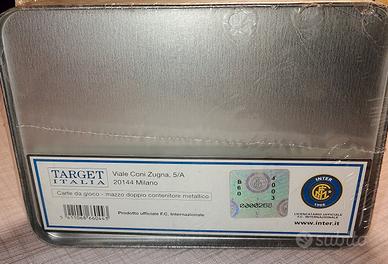 TARGET
ITALIA
Viale Coni Zugna, 5/A
20144 Milano
Carte da gioco - mazzo doppio contenitore metallico
Prodotto ufficiale F.C. Internazionale
0000268
INTER
1908
LICENZIATARIO UFFICIALE
F.C. INTERNAZIONALE
www.inter.it
subito